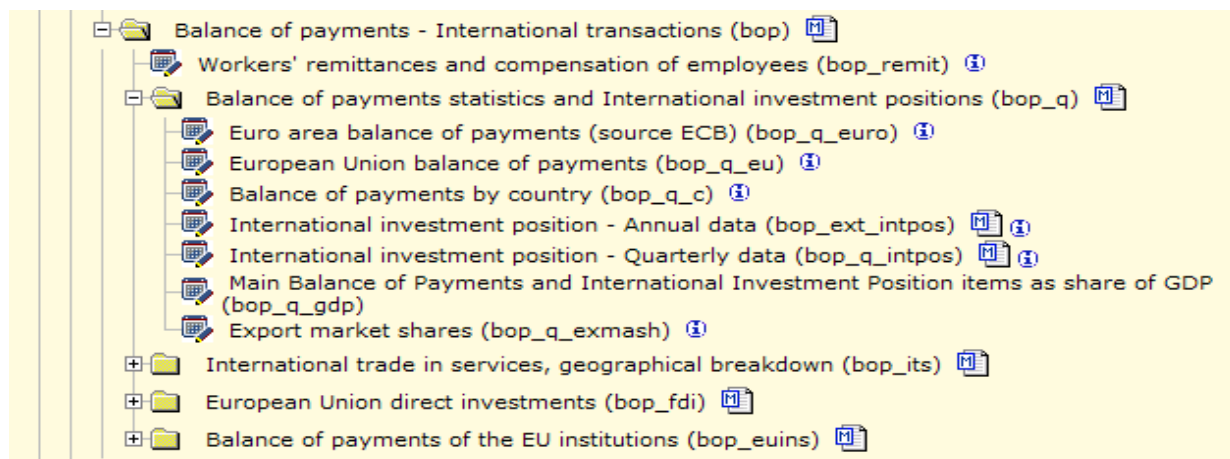 Balance of payments - International transactions (bop) M
Workers' remittances and compensation of employees (bop_remit) i
Balance of payments statistics and International investment positions (bop_q) M
Euro area balance of payments (source ECB) (bop_q_euro) i
European Union balance of payments (bop_q_eu) i
Balance of payments by country (bop_q_c) i
International investment position - Annual data (bop_ext_intpos) M i
International investment position - Quarterly data (bop_q_intpos) M i
Main Balance of Payments and International Investment Position items as share of GDP
(bop_q_gdp)
Export market shares (bop_q_exmash) i
International trade in services, geographical breakdown (bop_its) M
European Union direct investments (bop_fdi) M
Balance of payments of the EU institutions (bop_euins) M